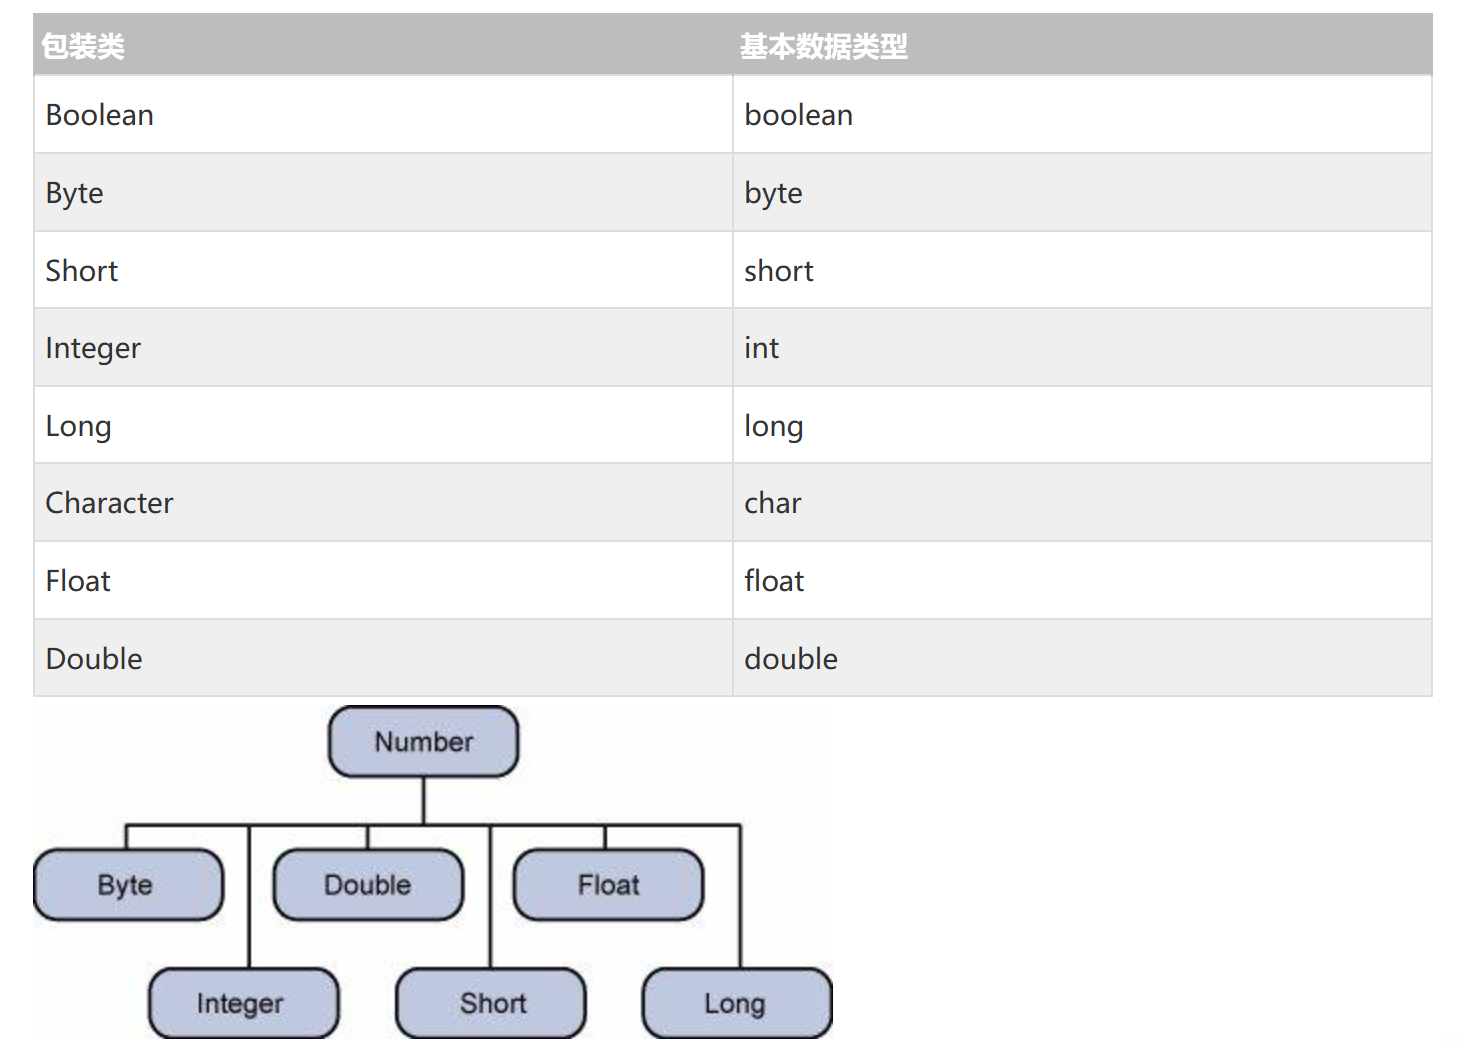 包装类 基本数据类型
Boolean boolean
Byte byte
Short short
Integer int
Long long
Character char
Float float
Double double
Number
Byte Double Float
Integer Short Long